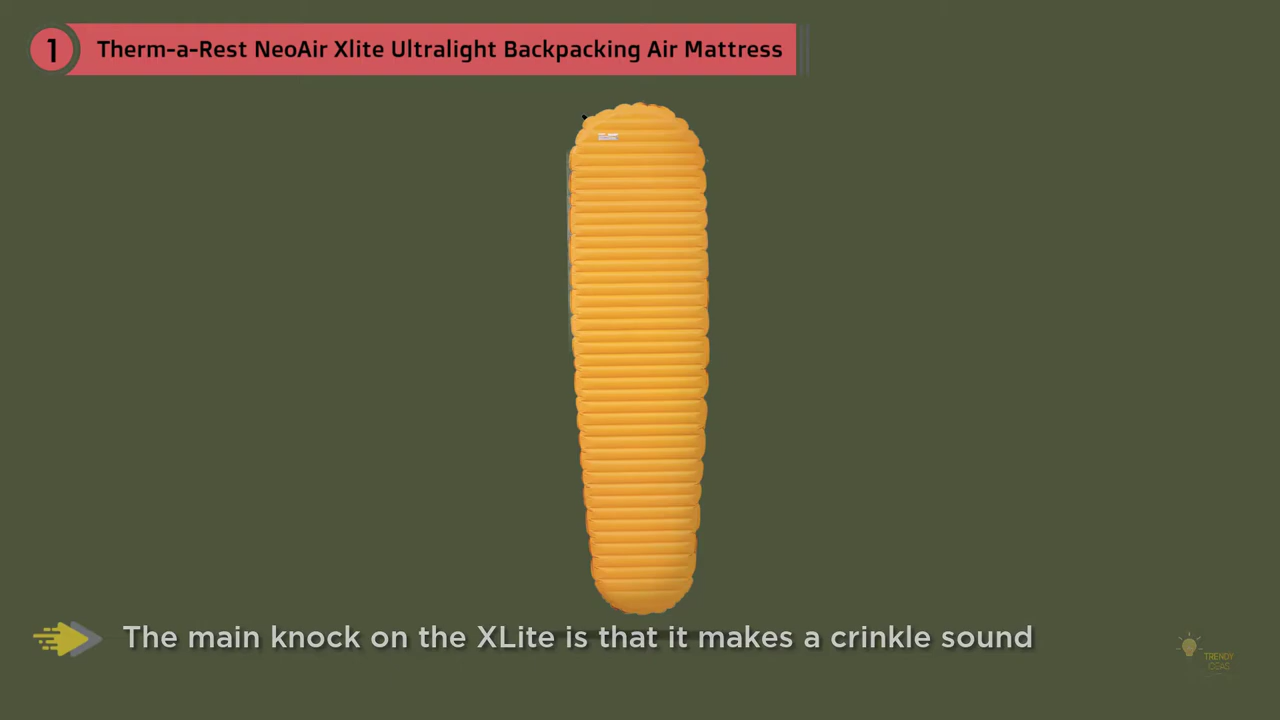 1
Therm-a-Rest NeoAir Xlite Ultralight Backpacking Air Mattress
The main knock on the XLite is that it makes a crinkle sound
TRENDY